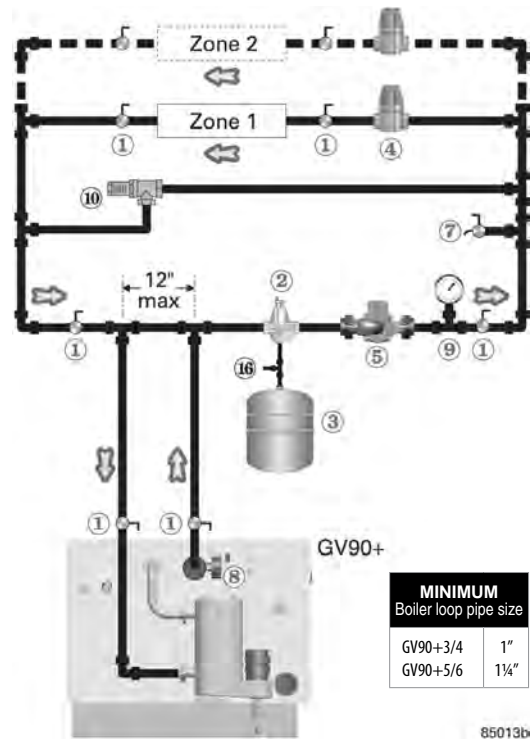 Zone 2
Zone 1
① ① ④
⑩
⑦
12"
max
②
① ⑤ ⑨ ①
⑯
③
① ①
GV90+
⑧
MINIMUM
Boiler loop pipe size
GV90+3/4 1"
GV90+5/6 1¼"
85013b